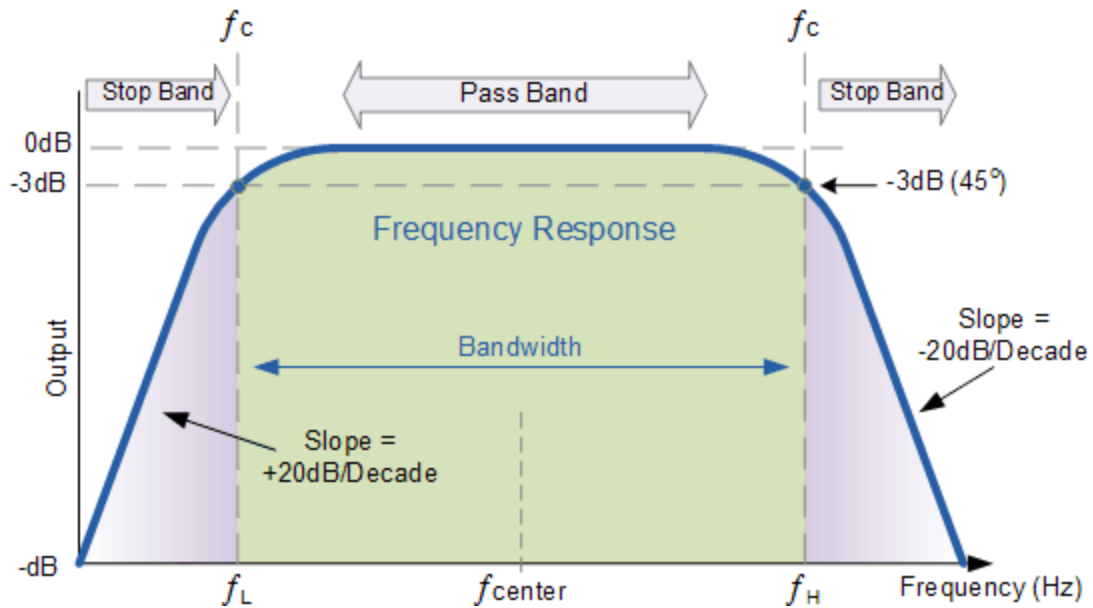 fC
fC
Stop Band
Pass Band
Stop Band
0dB
-3dB
-3dB (45°)
Frequency Response
Slope =
-20dB/Decade
Bandwidth
Output
Slope =
+20dB/Decade
-dB
fL
fcenter
fH
Frequency (Hz)